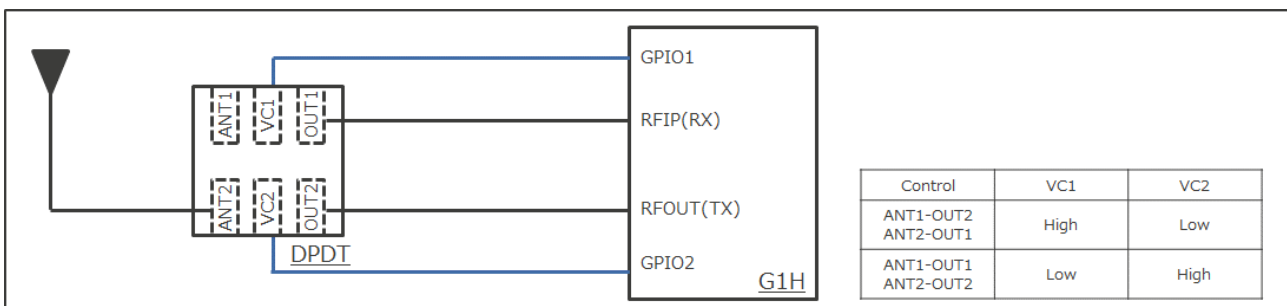 GPIO1
ANT1
VC1
OUT1
RFIP(RX)
ANT2
VC2
OUT2
RFOUT(TX)
DPDT
GPIO2
G1H
Control VC1 VC2
ANT1-OUT2
ANT2-OUT1
High Low
ANT1-OUT1
ANT2-OUT2
Low High